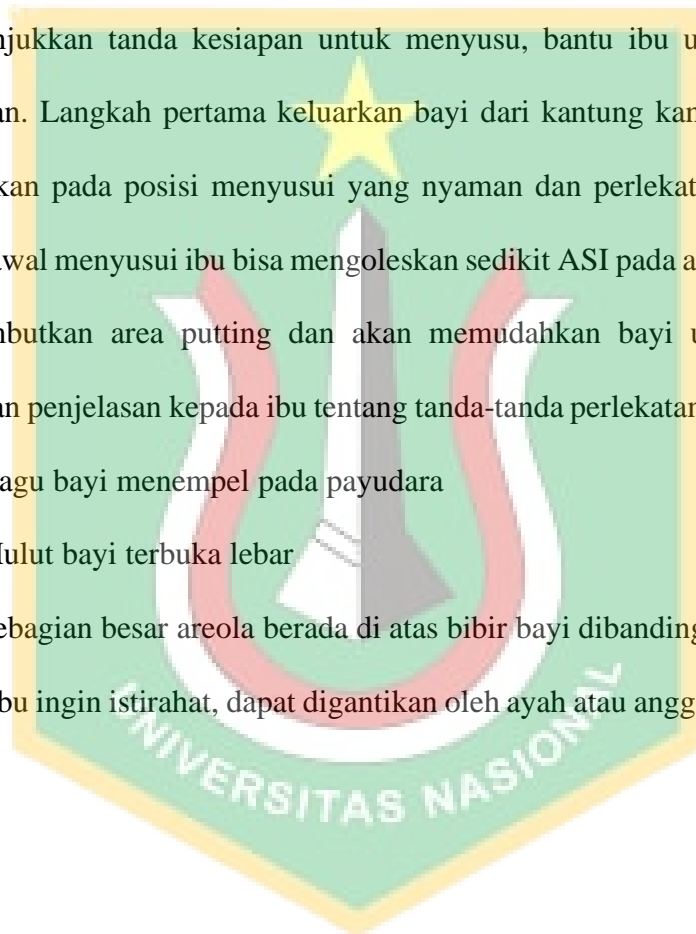 njukkan tanda kesiapan untuk menyusu, bantu ibu u
an. Langkah pertama keluarkan bayi dari kantung kan
kan pada posisi menyusui yang nyaman dan perlekat
awal menyusui ibu bisa mengoleskan sedikit ASI pada a
nbutkan area putting dan akan memudahkan bayi u
an penjelasan kepada ibu tentang tanda-tanda perlekatan
agu bayi menempel pada payudara
Mulut bayi terbuka lebar
ebagian besar areola berada di atas bibir bayi dibanding
bu ingin istirahat, dapat digantikan oleh ayah atau angg
UNIVERSITAS NASIONAL